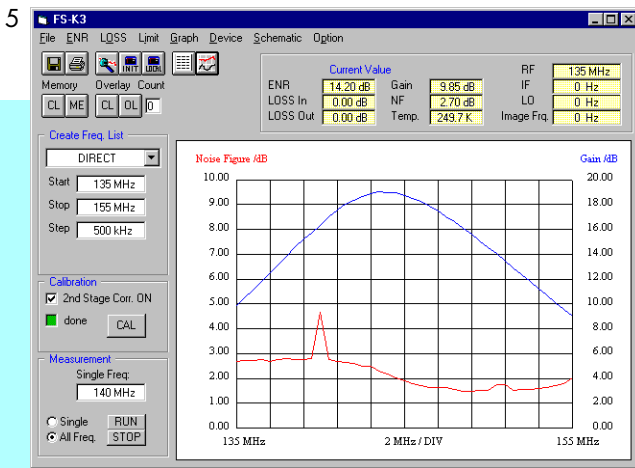 5
FS-K3
File ENR LOSS Limit Graph Device Schematic Option
INIT LOCAL
Memory Overlay Count
CL ME CL OL 0
Current Value
ENR 14.20 dB Gain 9.85 dB RF 135 MHz
LOSS In 0.00 dB NF 2.70 dB IF 0 Hz
LOSS Out 0.00 dB Temp. 249.7 K LO 0 Hz
Image Frq. 0 Hz
Create Freq. List
DIRECT
Start 135 MHz
Stop 155 MHz
Step 500 kHz
Calibration
2nd Stage Corr. ON
done CAL
Measurement
Single Freq:
140 MHz
Single RUN
All Freq. STOP
Noise Figure /dB Gain /dB
10.00 20.00
9.00 18.00
8.00 16.00
7.00 14.00
6.00 12.00
5.00 10.00
4.00 8.00
3.00 6.00
2.00 4.00
1.00 2.00
0.00 0.00
135 MHz 2 MHz / DIV 155 MHz